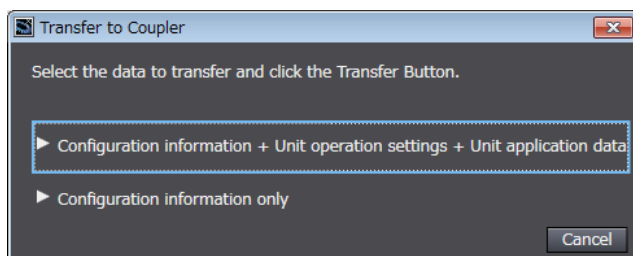 Transfer to Coupler
Select the data to transfer and click the Transfer Button.
Configuration information + Unit operation settings + Unit application data
Configuration information only
Cancel